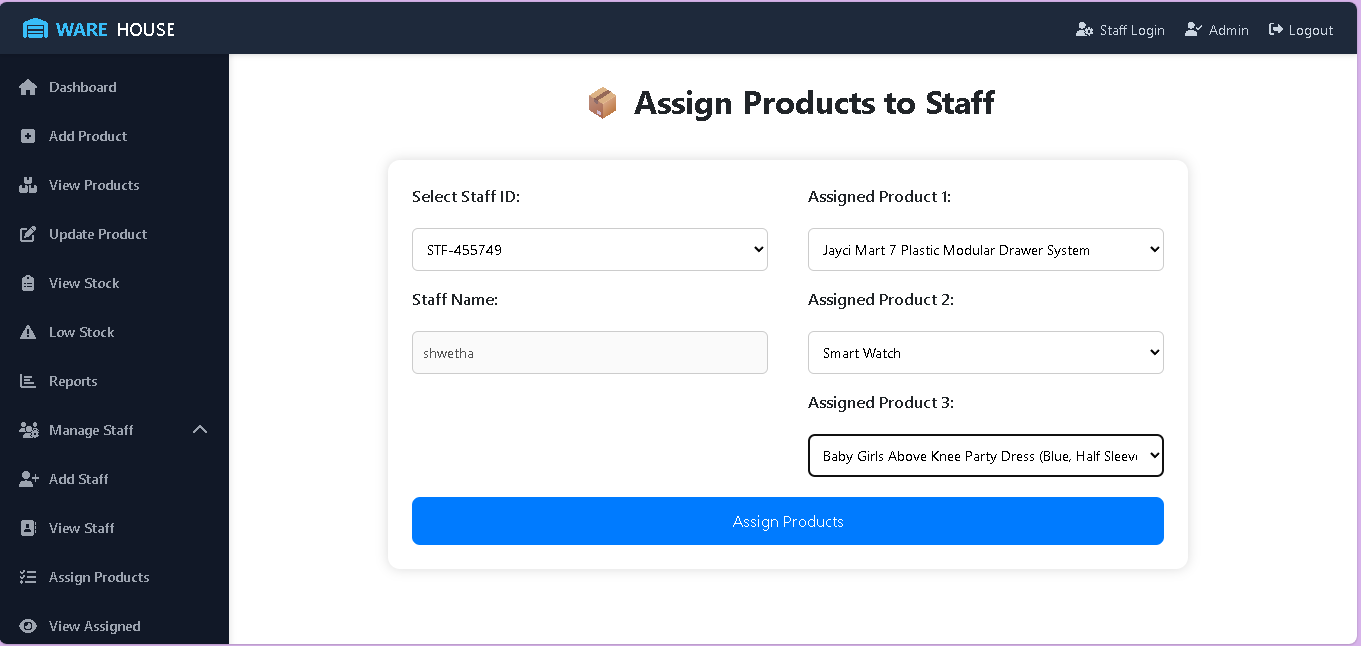 WARE HOUSE
Staff Login
Admin
Logout
Dashboard
Add Product
View Products
Update Product
View Stock
Low Stock
Reports
Manage Staff
Add Staff
View Staff
Assign Products
View Assigned
Assign Products to Staff
Select Staff ID:
STF-455749
Staff Name:
shwetha
Assigned Product 1:
Jayci Mart 7 Plastic Modular Drawer System
Assigned Product 2:
Smart Watch
Assigned Product 3:
Baby Girls Above Knee Party Dress (Blue, Half Sleeve
Assign Products